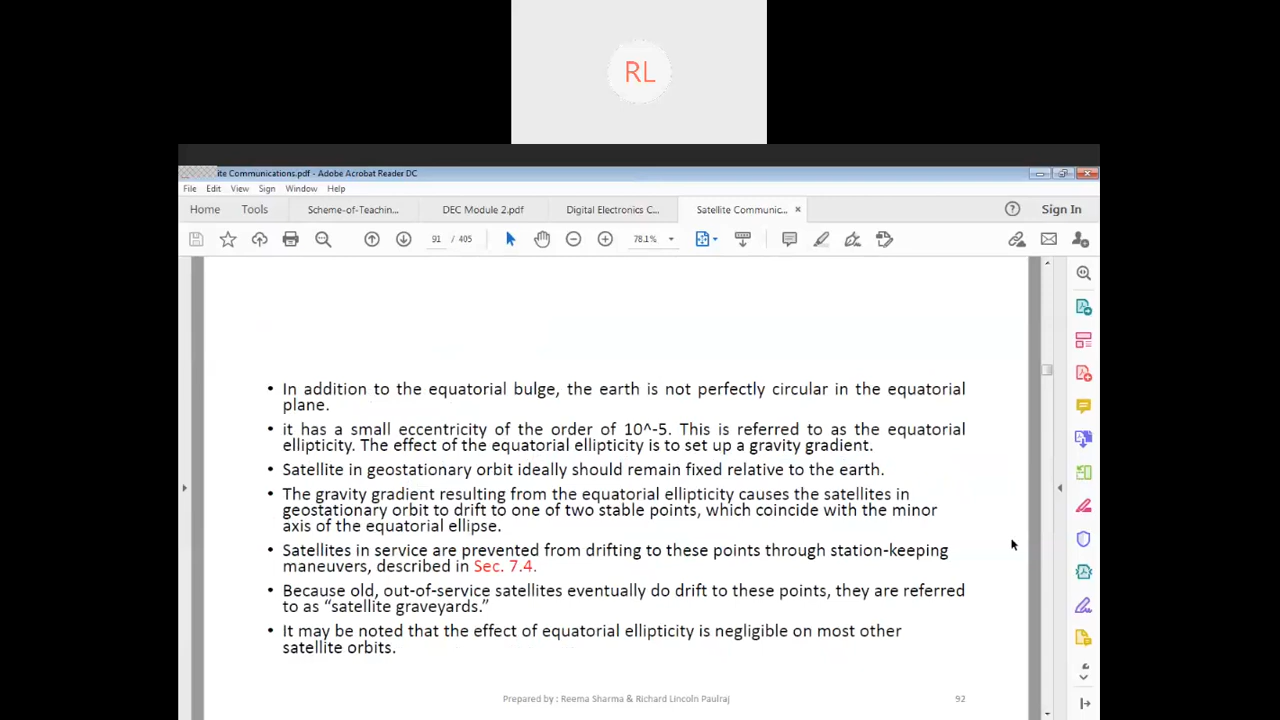 RL
ite Communications.pdf - Adobe Acrobat Reader DC
File Edit View Sign Window Help
Home Tools Scheme-of-Teachin... DEC Module 2.pdf Digital Electronics C... Satellite Communic... × Sign In
91 / 405 78.1%
• In addition to the equatorial bulge, the earth is not perfectly circular in the equatorial
plane.
• it has a small eccentricity of the order of 10^-5. This is referred to as the equatorial
ellipticity. The effect of the equatorial ellipticity is to set up a gravity gradient.
• Satellite in geostationary orbit ideally should remain fixed relative to the earth.
• The gravity gradient resulting from the equatorial ellipticity causes the satellites in
geostationary orbit to drift to one of two stable points, which coincide with the minor
axis of the equatorial ellipse.
• Satellites in service are prevented from drifting to these points through station-keeping
maneuvers, described in Sec. 7.4.
• Because old, out-of-service satellites eventually do drift to these points, they are referred
to as “satellite graveyards.”
• It may be noted that the effect of equatorial ellipticity is negligible on most other
satellite orbits.
Prepared by : Reema Sharma & Richard Lincoln Paulraj 92